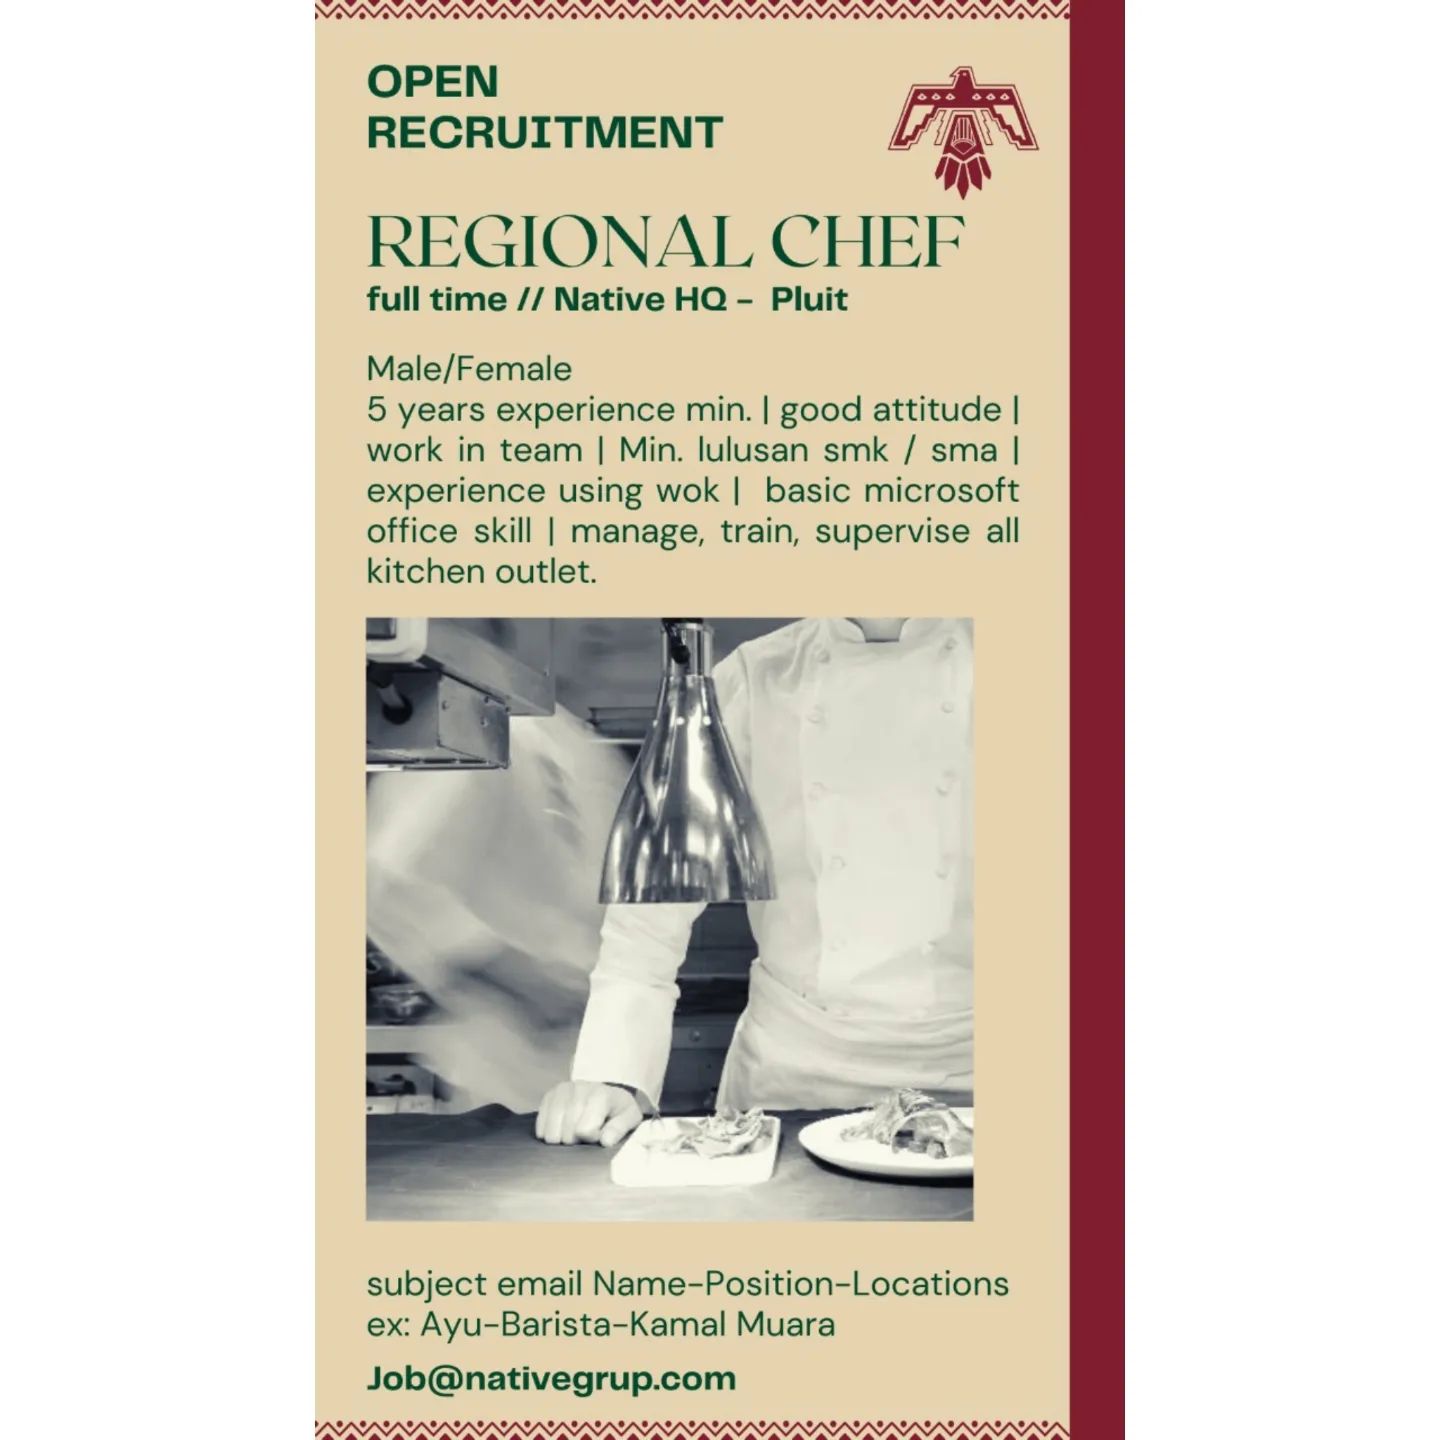 OPEN
RECRUITMENT
REGIONAL CHEF
full time // Native HQ - Pluit
Male/Female
5 years experience min. | good attitude |
work in team | Min. lulusan smk / sma |
experience using wok | basic microsoft
office skill | manage, train, supervise all
kitchen outlet.
subject email Name-Position-Locations
ex: Ayu-Barista-Kamal Muara
Job@nativegrup.com